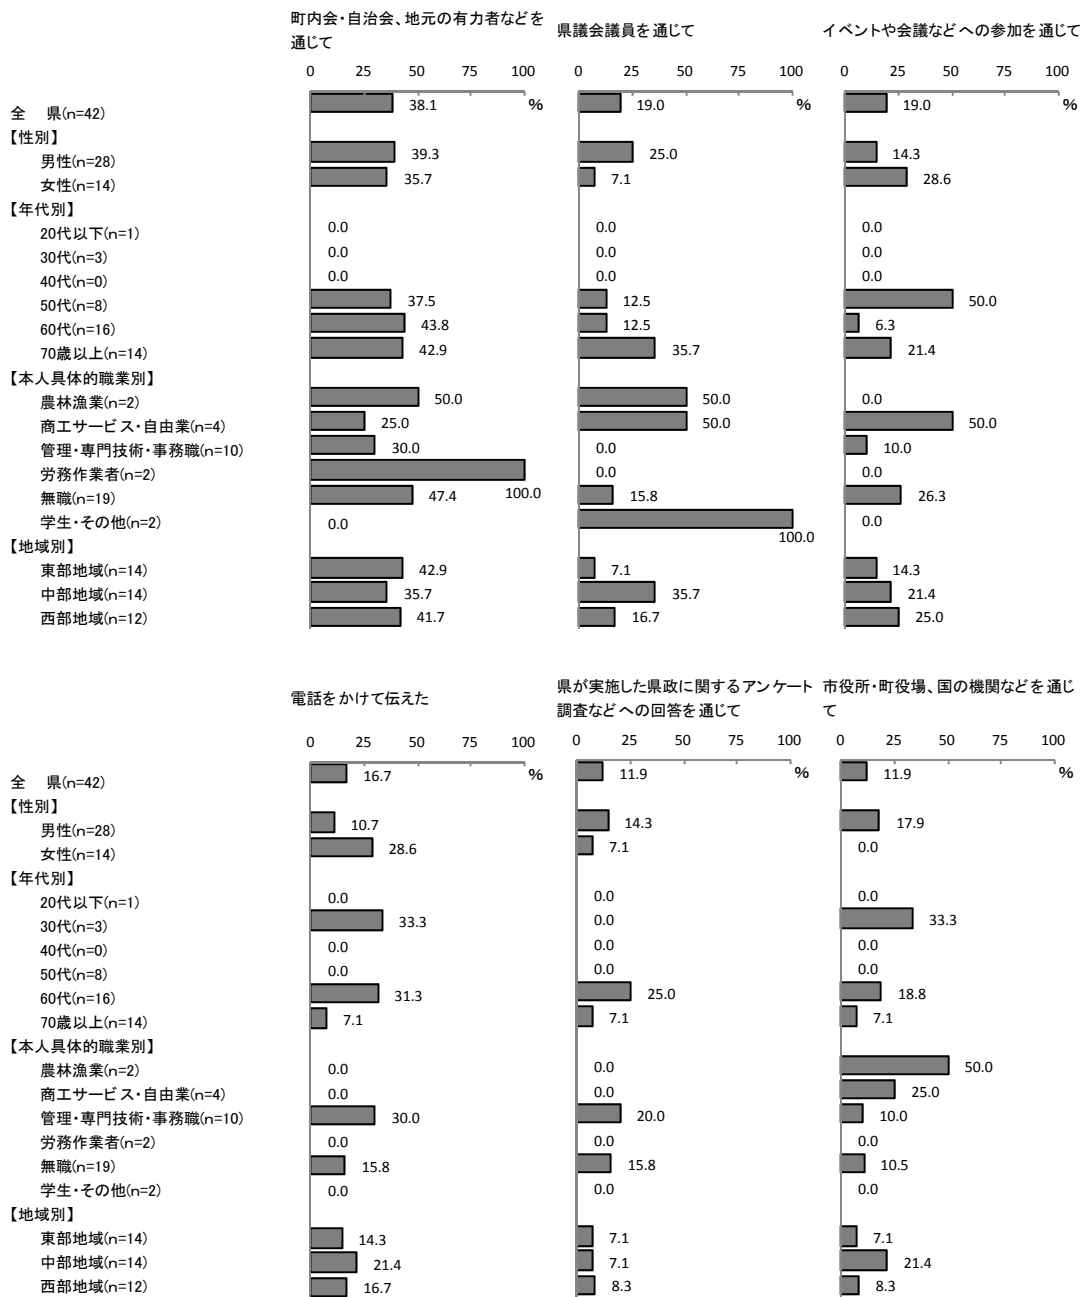 町内会・自治会、地元の有力者などを
通じて
県議会議員を通じて
イベントや会議などへの参加を通じて
0 25 50 75 100
0 25 50 75 100
0 25 50 75 100
全　県(n=42) 38.1 % 19.0 % 19.0 %
【性別】
男性(n=28) 39.3 25.0 14.3
女性(n=14) 35.7 7.1 28.6
【年代別】
20代以下(n=1) 0.0 0.0 0.0
30代(n=3) 0.0 0.0 0.0
40代(n=0) 0.0 0.0 0.0
50代(n=8) 37.5 12.5 50.0
60代(n=16) 43.8 12.5 6.3
70歳以上(n=14) 42.9 35.7 21.4
【本人具体的職業別】
農林漁業(n=2) 50.0 50.0 0.0
商工サービス・自由業(n=4) 25.0 50.0 50.0
管理・専門技術・事務職(n=10) 30.0 0.0 10.0
労務作業者(n=2) 100.0 0.0 0.0
無職(n=19) 47.4 15.8 26.3
学生・その他(n=2) 0.0 100.0 0.0
【地域別】
東部地域(n=14) 42.9 7.1 14.3
中部地域(n=14) 35.7 35.7 21.4
西部地域(n=12) 41.7 16.7 25.0
電話をかけて伝えた
県が実施した県政に関するアンケート
調査などへの回答を通じて
市役所・町役場、国の機関などを通じ
て
0 25 50 75 100
0 25 50 75 100
0 25 50 75 100
全　県(n=42) 16.7 % 11.9 % 11.9 %
【性別】
男性(n=28) 10.7 14.3 17.9
女性(n=14) 28.6 7.1 0.0
【年代別】
20代以下(n=1) 0.0 0.0 0.0
30代(n=3) 33.3 0.0 33.3
40代(n=0) 0.0 0.0 0.0
50代(n=8) 0.0 0.0 0.0
60代(n=16) 31.3 25.0 18.8
70歳以上(n=14) 7.1 7.1 7.1
【本人具体的職業別】
農林漁業(n=2) 0.0 0.0 50.0
商工サービス・自由業(n=4) 0.0 0.0 25.0
管理・専門技術・事務職(n=10) 30.0 20.0 10.0
労務作業者(n=2) 0.0 0.0 0.0
無職(n=19) 15.8 15.8 10.5
学生・その他(n=2) 0.0 0.0 0.0
【地域別】
東部地域(n=14) 14.3 7.1 7.1
中部地域(n=14) 21.4 7.1 21.4
西部地域(n=12) 16.7 8.3 8.3